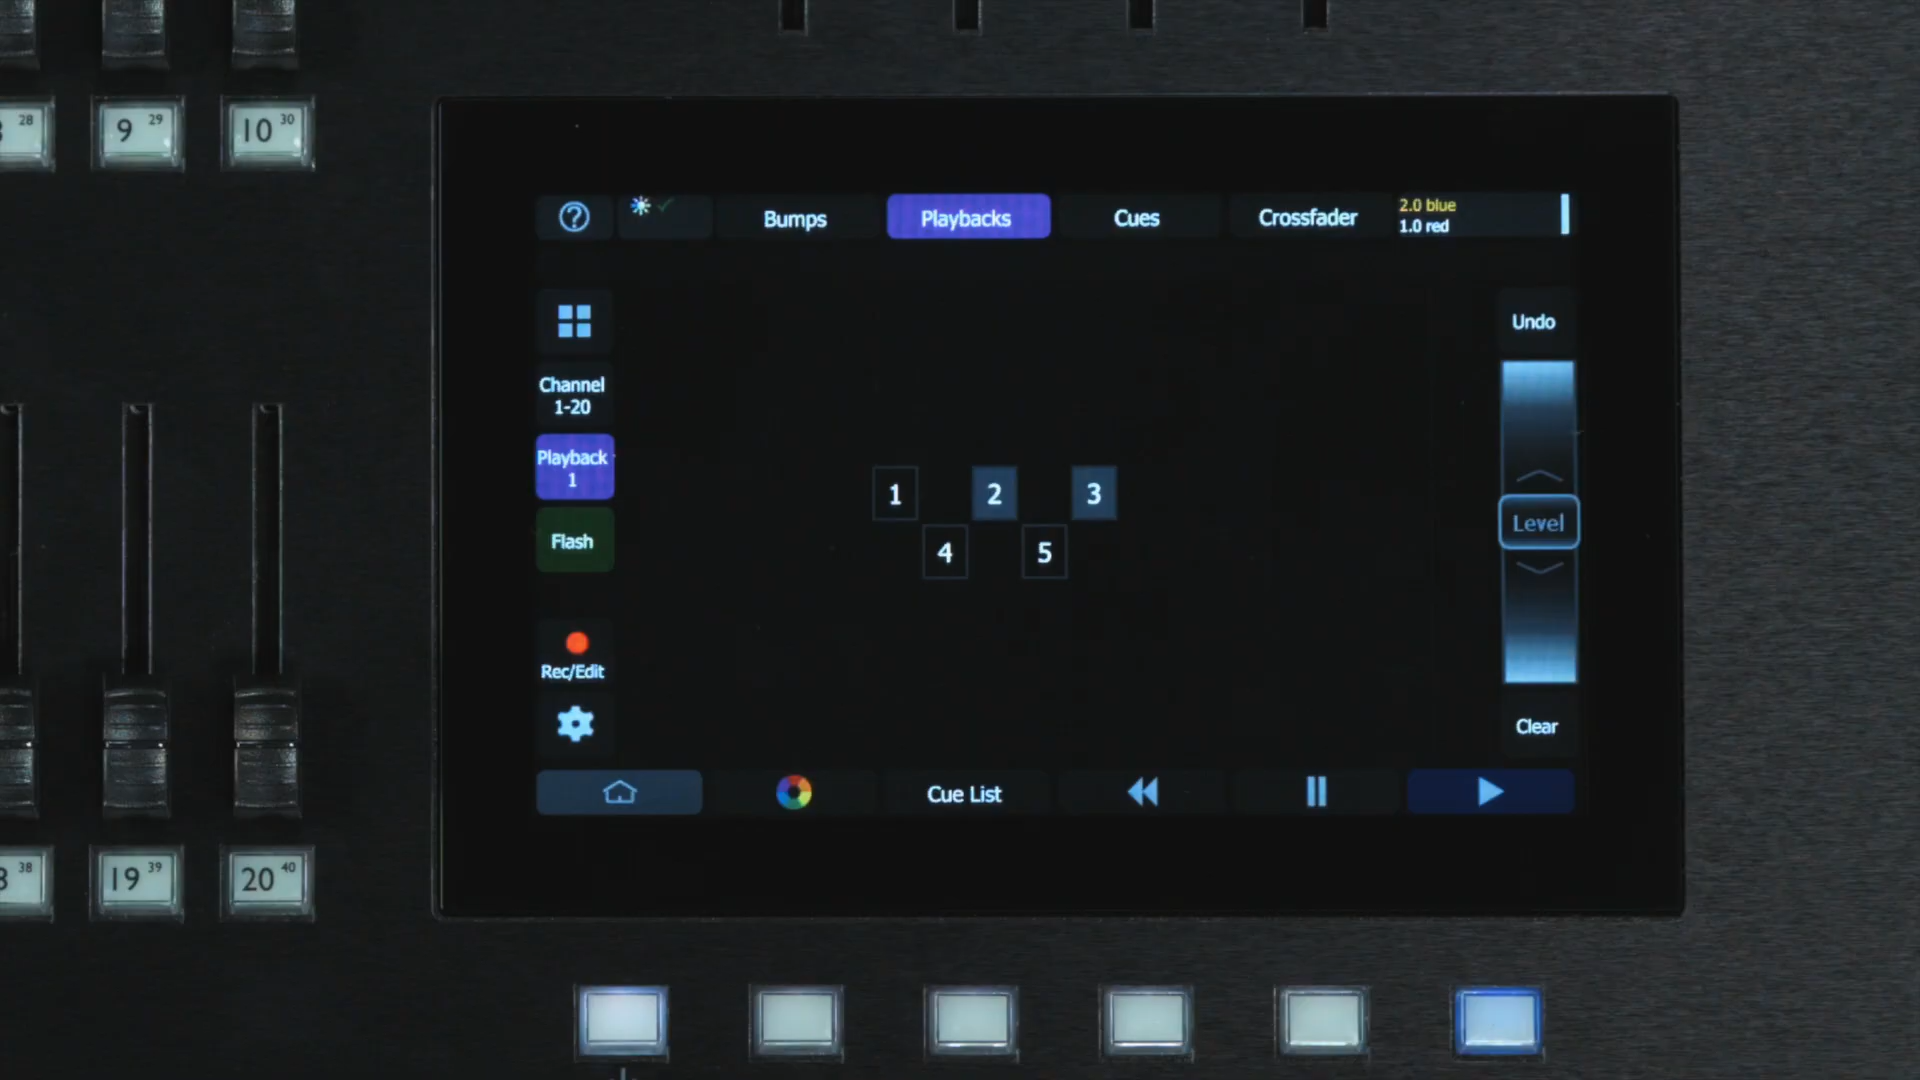 28
9 29
10 30
?
Bumps
Playbacks
Cues
Crossfader
2.0 blue
1.0 red
Undo
Channel
1-20
Playback
1
Flash
1
2
3
4
5
Level
Rec/Edit
Clear
Cue List
38
19 39
20 40